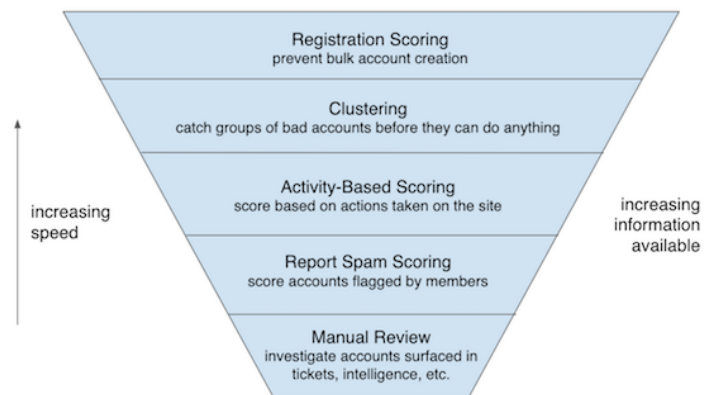 Registration Scoring
prevent bulk account creation
Clustering
catch groups of bad accounts before they can do anything
Activity-Based Scoring
score based on actions taken on the site
Report Spam Scoring
score accounts flagged by members
Manual Review
investigate accounts surfaced in
tickets, intelligence, etc.
increasing
speed
increasing
information
available